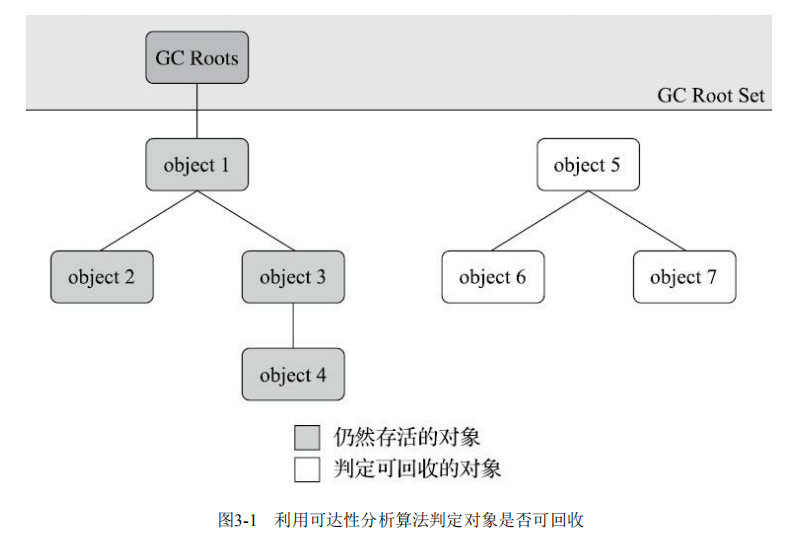 GC Roots
GC Root Set
object 1
object 5
object 2
object 3
object 6
object 7
object 4
仍然存活的对象
判定可回收的对象
图3-1 利用可达性分析算法判定对象是否可回收